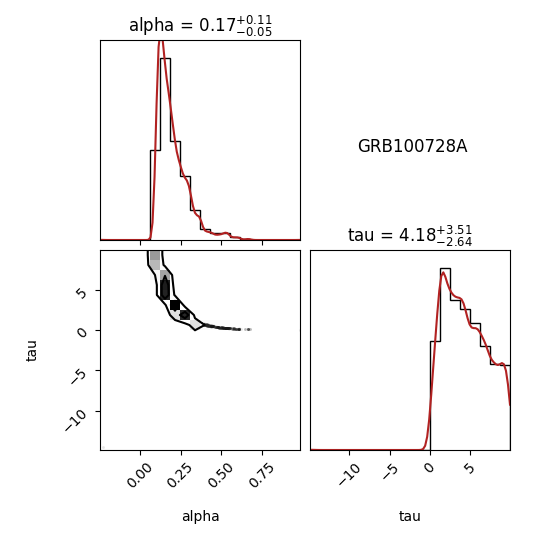 alpha = 0.17+0.11−0.05
GRB100728A
tau = 4.18+3.51−2.64
tau
5
0
−5
−10
0.00 0.25 0.50 0.75
−10 −5 0 5
alpha
tau